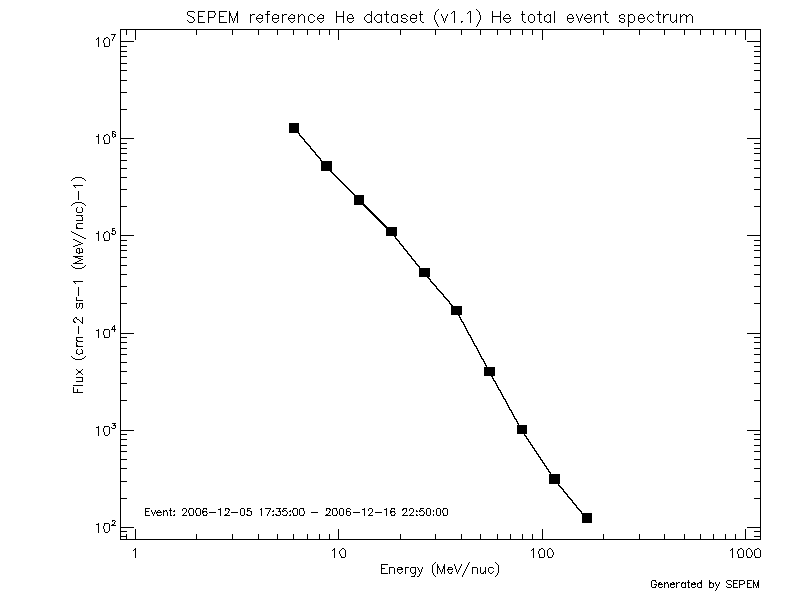 SEPEM reference He dataset (v1.1) He total event spectrum
10⁷
10⁶
10⁵
10⁴
10³
10²
Flux (cm-2 sr-1 (MeV/nuc)-1)
Event: 2006-12-05 17:35:00 - 2006-12-16 22:50:00
1 10 100 1000
Energy (MeV/nuc)
Generated by SEPEM